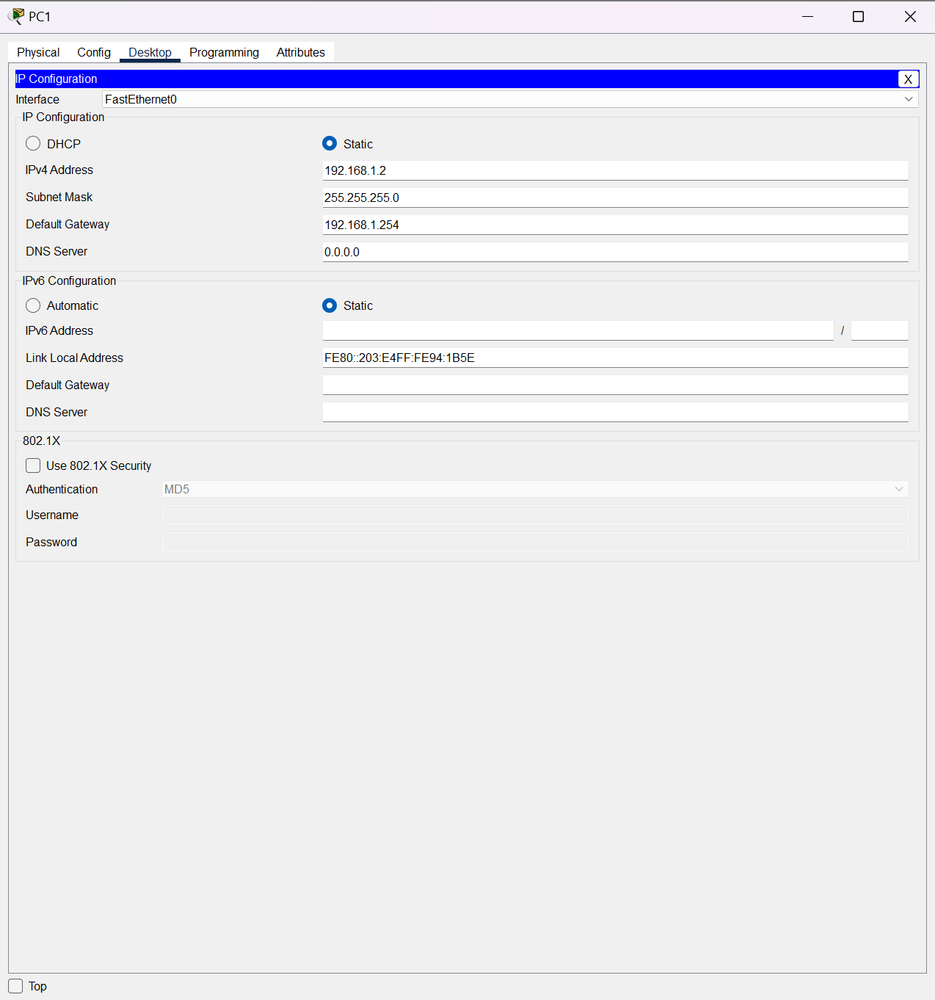 PC1
Physical Config Desktop Programming Attributes
IP Configuration X
Interface FastEthernet0
IP Configuration
DHCP Static
IPv4 Address 192.168.1.2
Subnet Mask 255.255.255.0
Default Gateway 192.168.1.254
DNS Server 0.0.0.0
IPv6 Configuration
Automatic Static
IPv6 Address /
Link Local Address FE80::203:E4FF:FE94:1B5E
Default Gateway
DNS Server
802.1X
Use 802.1X Security
Authentication MD5
Username
Password
Top